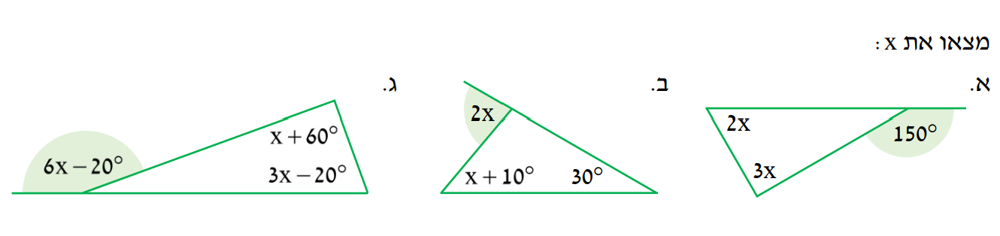 מצאו את x :
א.
2x
150°
3x
ב.
2x
x + 10°
30°
ג.
x + 60°
6x – 20°
3x – 20°